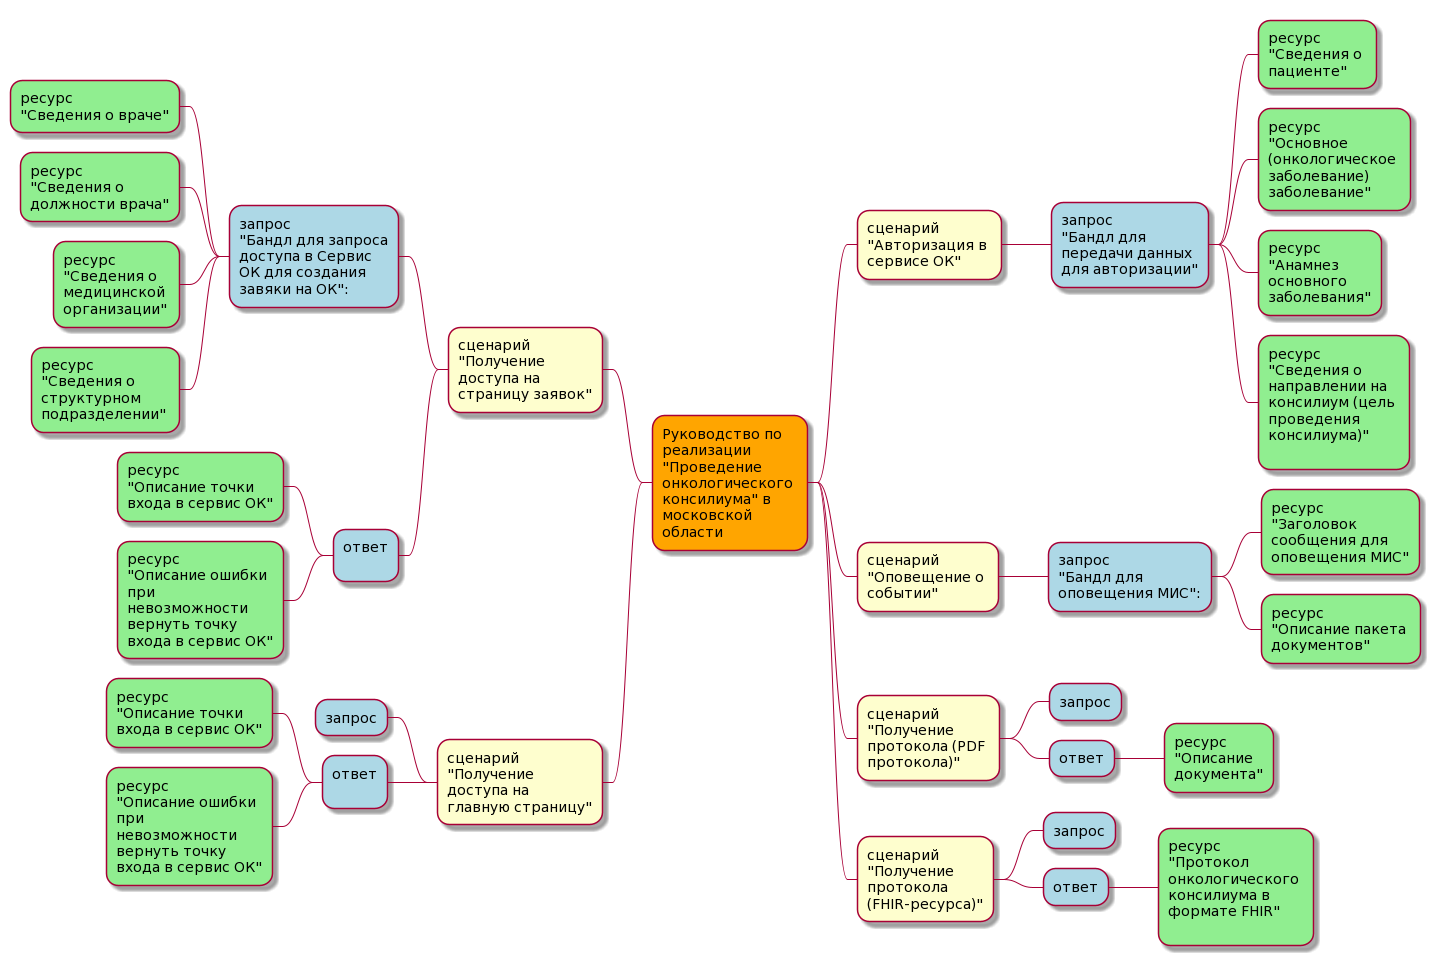 Руководство по
реализации
"Проведение
онкологического
консилиума" в
московской
области
сценарий
"Авторизация в
сервисе ОК"
запрос
"Бандл для
передачи данных
для авторизации"
ресурс
"Сведения о
пациенте"
ресурс
"Основное
(онкологическое
заболевание)
заболевание"
ресурс
"Анамнез
основного
заболевания"
ресурс
"Сведения о
направлении на
консилиум (цель
проведения
консилиума)"
сценарий
"Оповещение о
событии"
запрос
"Бандл для
оповещения МИС":
ресурс
"Заголовок
сообщения для
оповещения МИС"
ресурс
"Описание пакета
документов"
сценарий
"Получение
протокола (PDF
протокола)"
запрос
ответ
ресурс
"Описание
документа"
сценарий
"Получение
протокола
(FHIR-ресурса)"
запрос
ответ
ресурс
"Протокол
онкологического
консилиума в
формате FHIR"
сценарий
"Получение
доступа на
страницу заявок"
запрос
"Бандл для запроса
доступа в Сервис
ОК для создания
завяки на ОК":
ресурс
"Сведения о враче"
ресурс
"Сведения о
должности врача"
ресурс
"Сведения о
медицинской
организации"
ресурс
"Сведения о
структурном
подразделении"
ответ
ресурс
"Описание точки
входа в сервис ОК"
ресурс
"Описание ошибки
при
невозможности
вернуть точку
входа в сервис ОК"
сценарий
"Получение
доступа на
главную страницу"
запрос
ответ
ресурс
"Описание точки
входа в сервис ОК"
ресурс
"Описание ошибки
при
невозможности
вернуть точку
входа в сервис ОК"